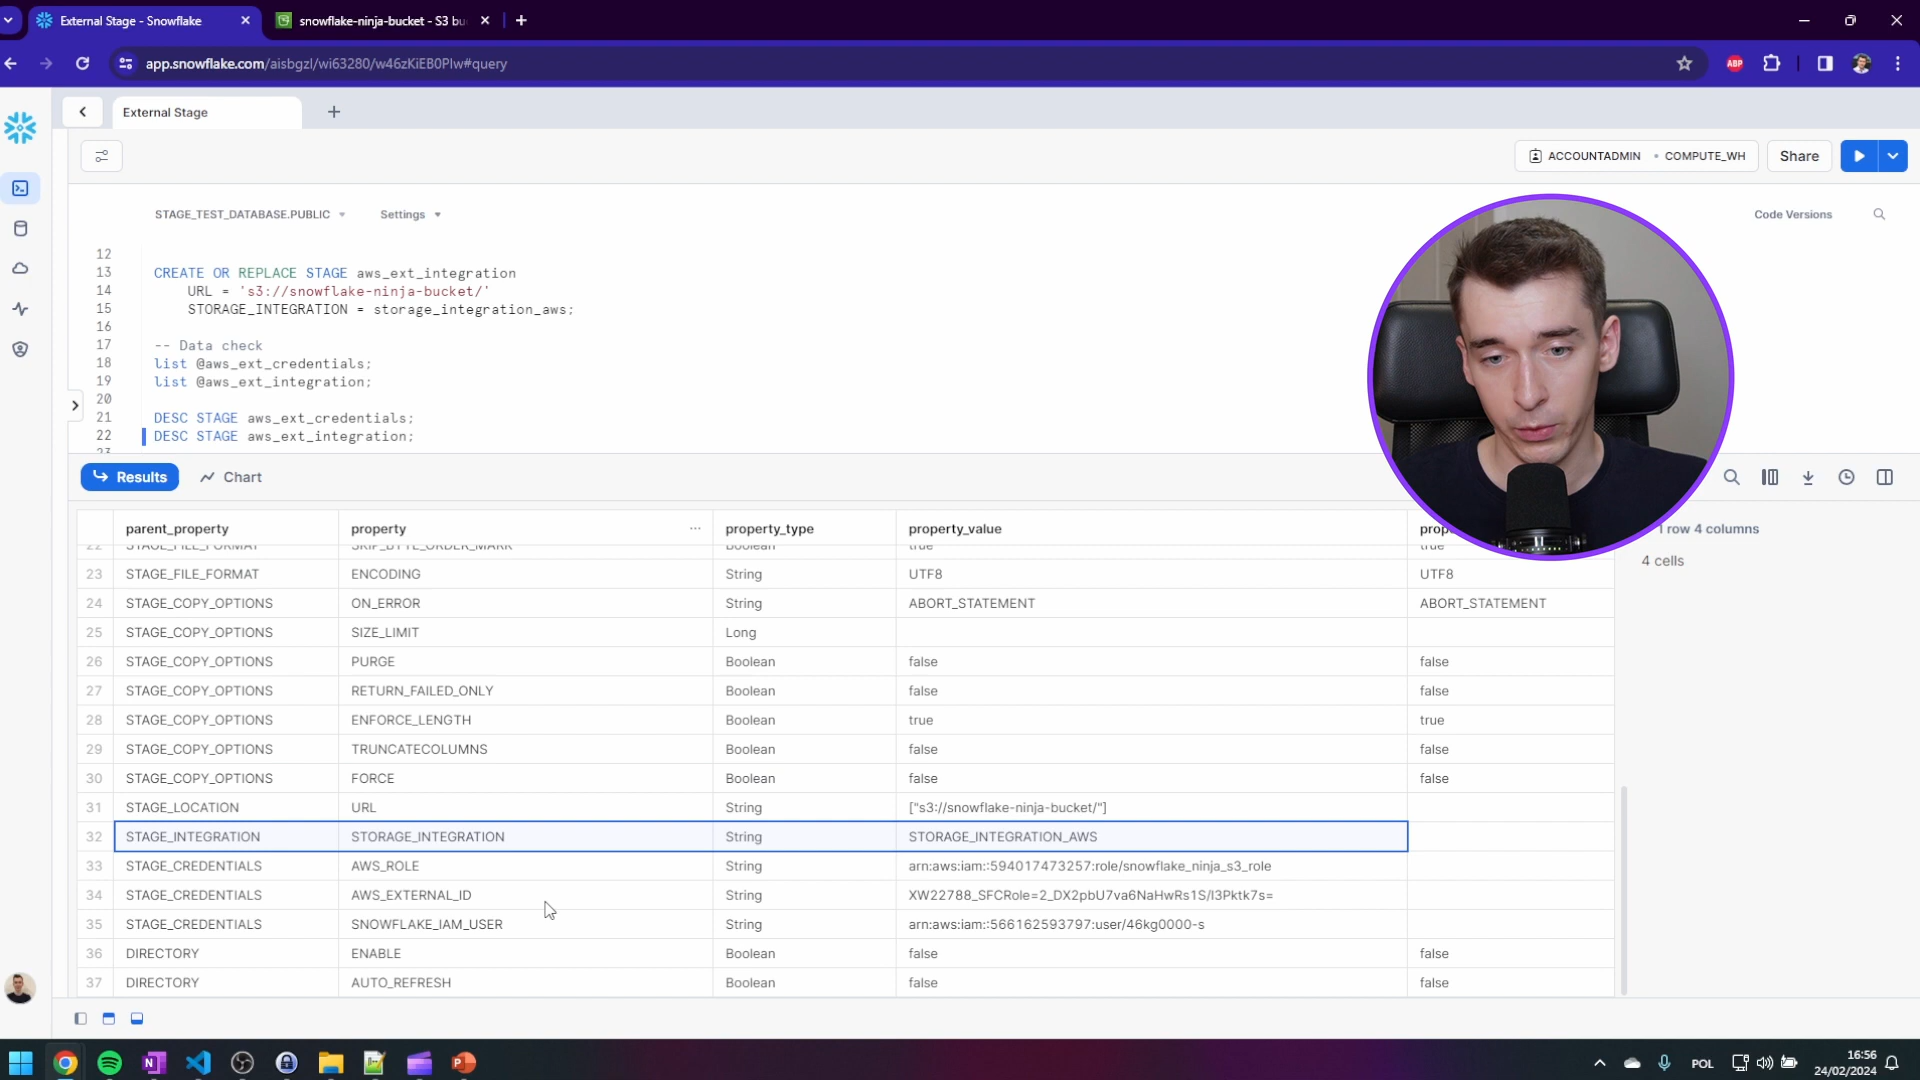 External Stage - Snowflake
snowflake-ninja-bucket - S3 bu
app.snowflake.com/aisbgzl/wi63280/w46zKiEB0PIw#query
ABP
External Stage
ACCOUNTADMIN • COMPUTE_WH
Share
STAGE_TEST_DATABASE.PUBLIC
Settings
Code Versions
12
13 CREATE OR REPLACE STAGE aws_ext_integration
14 URL = 's3://snowflake-ninja-bucket/'
15 STORAGE_INTEGRATION = storage_integration_aws;
16
17 -- Data check
18 list @aws_ext_credentials;
19 list @aws_ext_integration;
20
21 DESC STAGE aws_ext_credentials;
22 DESC STAGE aws_ext_integration;
23
Results
Chart
parent_property property ... property_type property_value prop
1 row 4 columns
4 cells
22 STAGE_FILE_FORMAT SKIP_BYTE_ORDER_MARK Boolean true true
23 STAGE_FILE_FORMAT ENCODING String UTF8 UTF8
24 STAGE_COPY_OPTIONS ON_ERROR String ABORT_STATEMENT ABORT_STATEMENT
25 STAGE_COPY_OPTIONS SIZE_LIMIT Long
26 STAGE_COPY_OPTIONS PURGE Boolean false false
27 STAGE_COPY_OPTIONS RETURN_FAILED_ONLY Boolean false false
28 STAGE_COPY_OPTIONS ENFORCE_LENGTH Boolean true true
29 STAGE_COPY_OPTIONS TRUNCATECOLUMNS Boolean false false
30 STAGE_COPY_OPTIONS FORCE Boolean false false
31 STAGE_LOCATION URL String ["s3://snowflake-ninja-bucket/"]
32 STAGE_INTEGRATION STORAGE_INTEGRATION String STORAGE_INTEGRATION_AWS
33 STAGE_CREDENTIALS AWS_ROLE String arn:aws:iam::594017473257:role/snowflake_ninja_s3_role
34 STAGE_CREDENTIALS AWS_EXTERNAL_ID String XW22788_SFCRole=2_DX2pbU7va6NaHwRs1S/I3Pktk7s=
35 STAGE_CREDENTIALS SNOWFLAKE_IAM_USER String arn:aws:iam::566162593797:user/46kg0000-s
36 DIRECTORY ENABLE Boolean false false
37 DIRECTORY AUTO_REFRESH Boolean false false
POL
16:56
24/02/2024